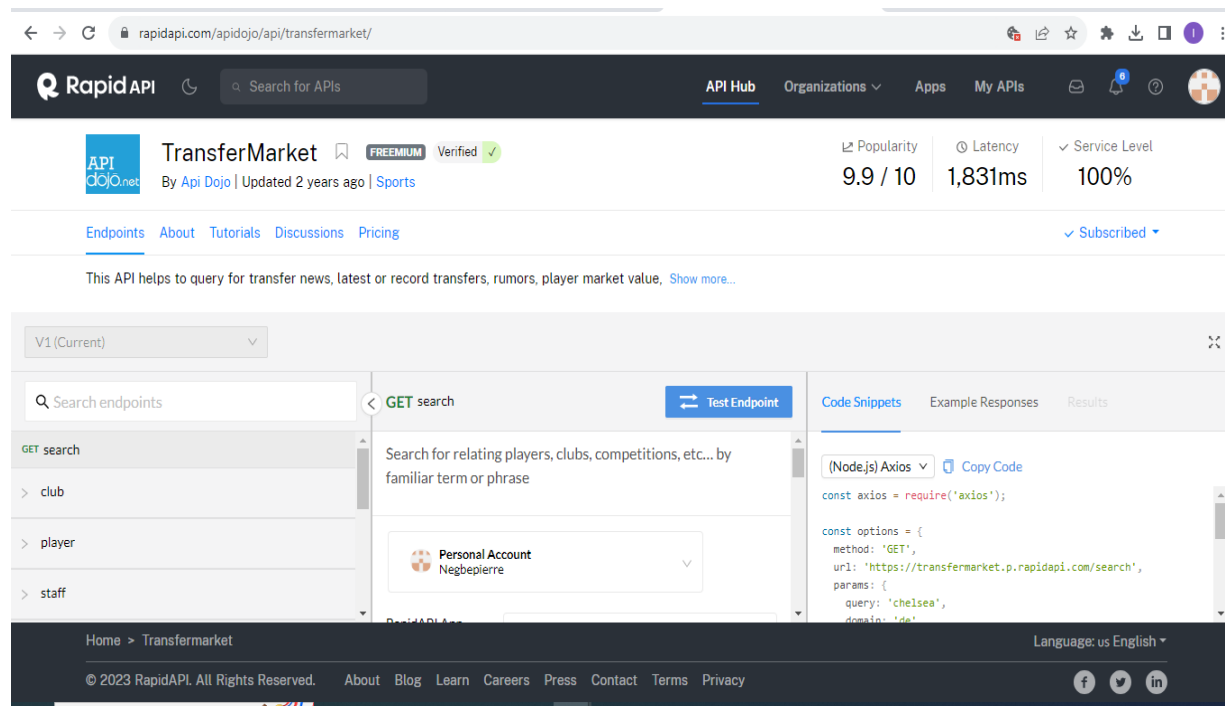 rapidapi.com/apidojo/api/transfermarket/
I
Rapid API
Search for APIs
API Hub
Organizations
Apps
My APIs
6
API
dōjō.net
TransferMarket
FREEMIUM
Verified ✓
By Api Dojo | Updated 2 years ago | Sports
Popularity
9.9 / 10
Latency
1,831ms
Service Level
100%
Endpoints About Tutorials Discussions Pricing
Subscribed
This API helps to query for transfer news, latest or record transfers, rumors, player market value, Show more...
V1 (Current)
Search endpoints
GET search
club
player
staff
GET search
Test Endpoint
Search for relating players, clubs, competitions, etc... by
familiar term or phrase
Personal Account
Negbepierre
RapidAPI App
Code Snippets Example Responses Results
(Node.js) Axios
Copy Code
const axios = require('axios');
const options = {
method: 'GET',
url: 'https://transfermarket.p.rapidapi.com/search',
params: {
query: 'chelsea',
domain: 'de'
Home > Transfermarket
Language: us English
© 2023 RapidAPI. All Rights Reserved. About Blog Learn Careers Press Contact Terms Privacy